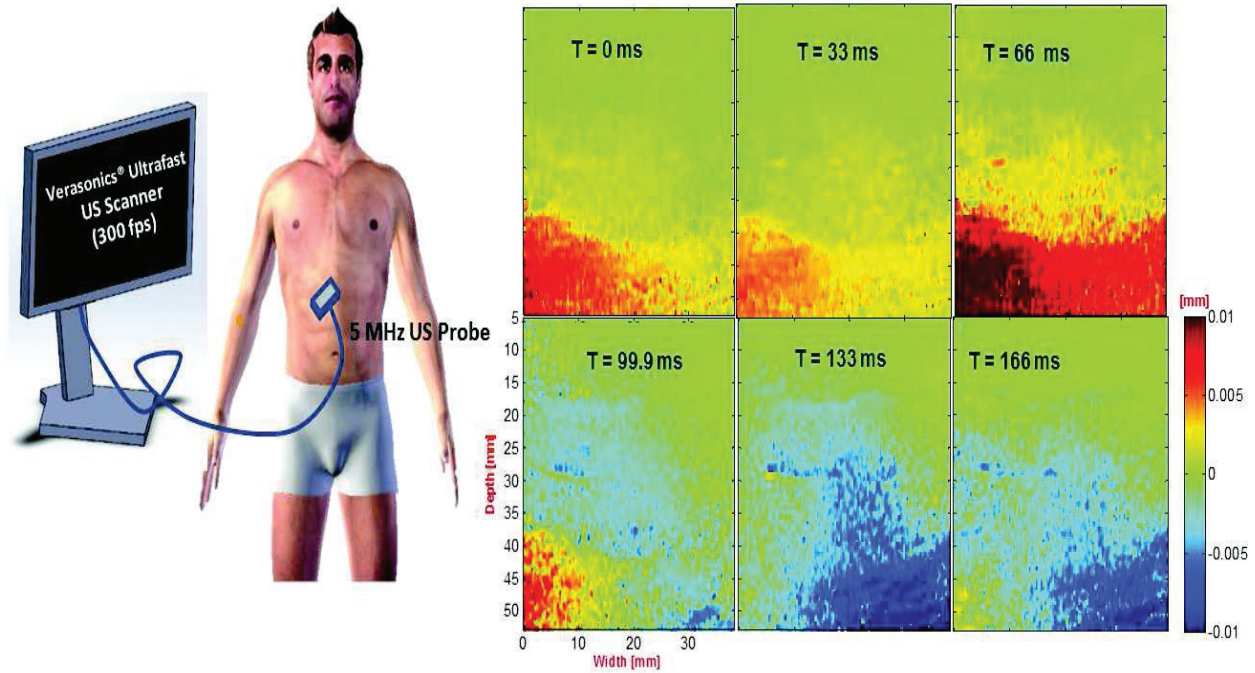 Verasonics® Ultrafast
US Scanner
(300 fps)
5 MHz US Probe
T = 0 ms
T = 33 ms
T = 66 ms
[mm]
0.01
0.005
0
-0.005
-0.01
T = 99.9 ms
T = 133 ms
T = 166 ms
Depth [mm]
5
10
15
20
25
30
35
40
45
50
0
10
20
30
Width [mm]